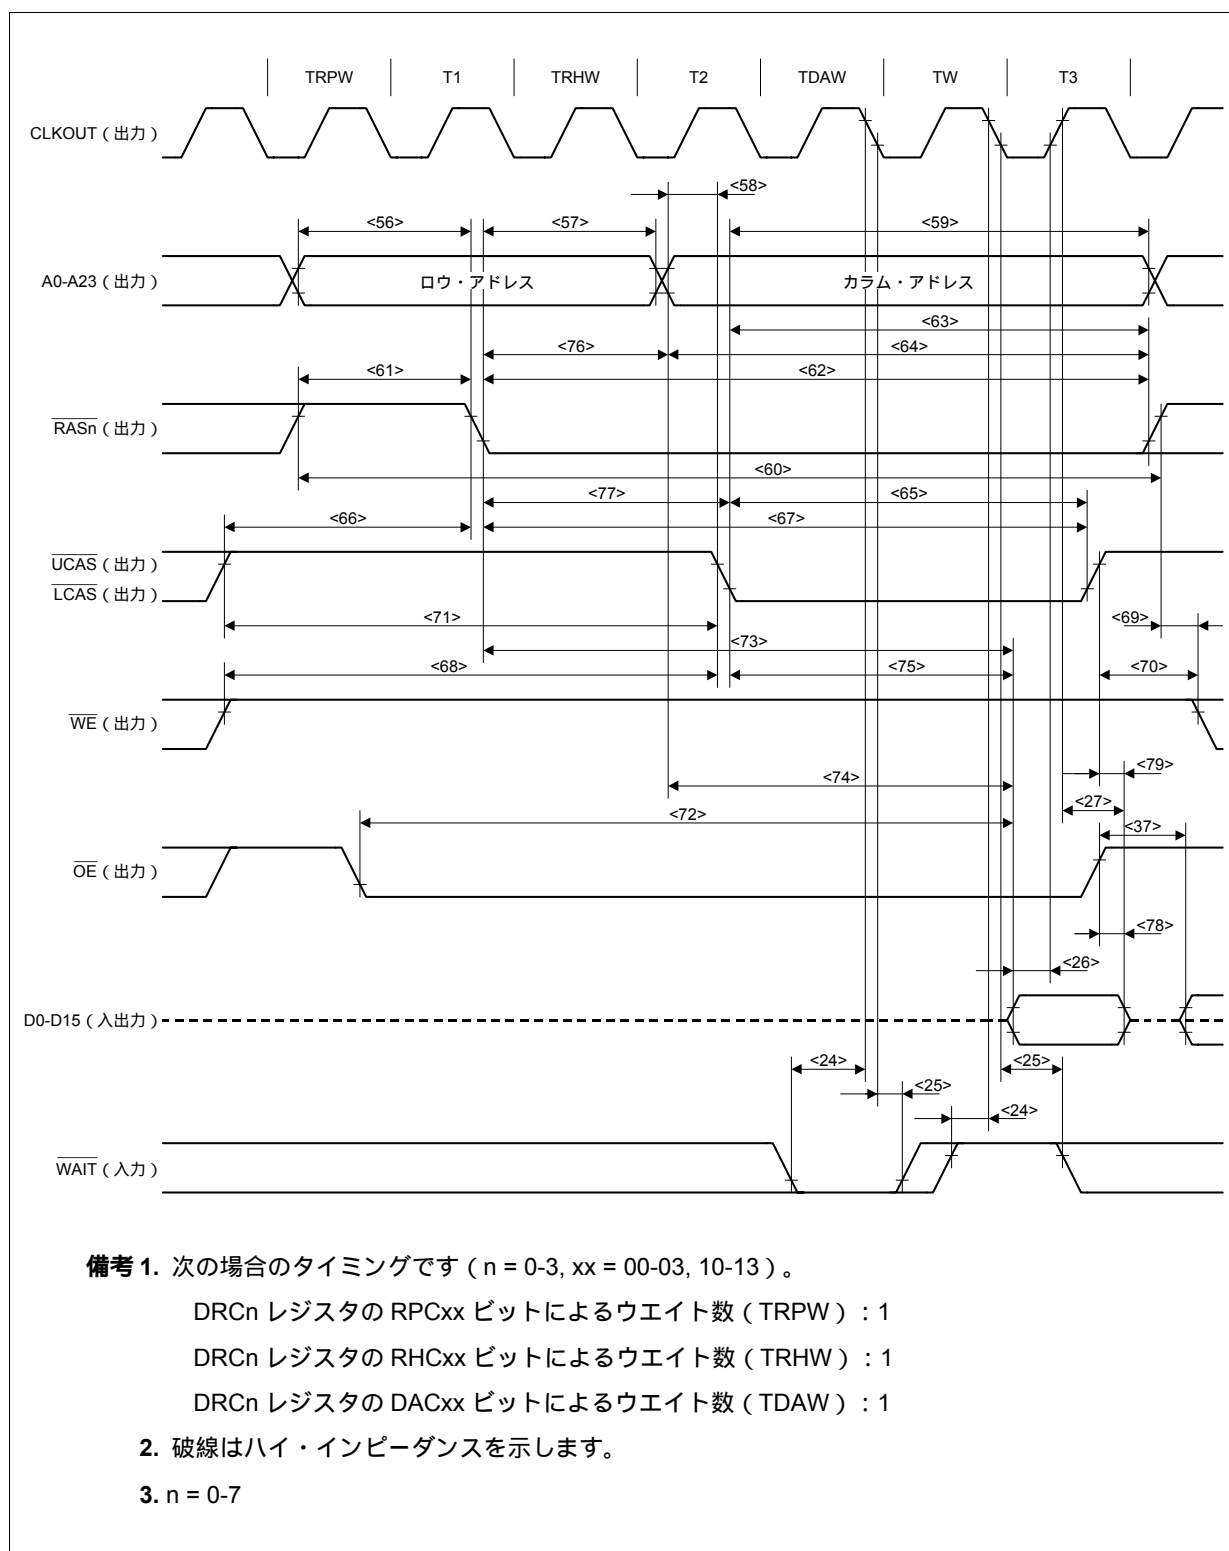 TRPW T1 TRHW T2 TDAW TW T3
CLKOUT（出力）
<58>
<56> <57> <59>
A0-A23（出力） ロウ・アドレス カラム・アドレス
<63>
<76> <64>
<61> <62>
RASn（出力）
<60>
<77> <65>
<66> <67>
UCAS（出力）
LCAS（出力）
<71> <69>
<73>
<68> <75> <70>
WE（出力）
<74> <79>
<27>
<72> <37>
OE（出力）
<78>
<26>
D0-D15（入出力）
<24> <25>
<25>
<24>
WAIT（入力）
備考 1. 次の場合のタイミングです（n = 0-3, xx = 00-03, 10-13）。
DRCn レジスタの RPCxx ビットによるウエイト数（TRPW）：1
DRCn レジスタの RHCxx ビットによるウエイト数（TRHW）：1
DRCn レジスタの DACxx ビットによるウエイト数（TDAW）：1
2. 破線はハイ・インピーダンスを示します。
3. n = 0-7